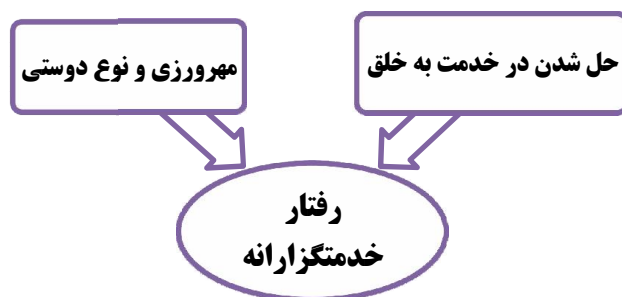 حل شدن در خدمت به خلق
مهرورزی و نوع دوستی
رفتار
خدمتگزارانه